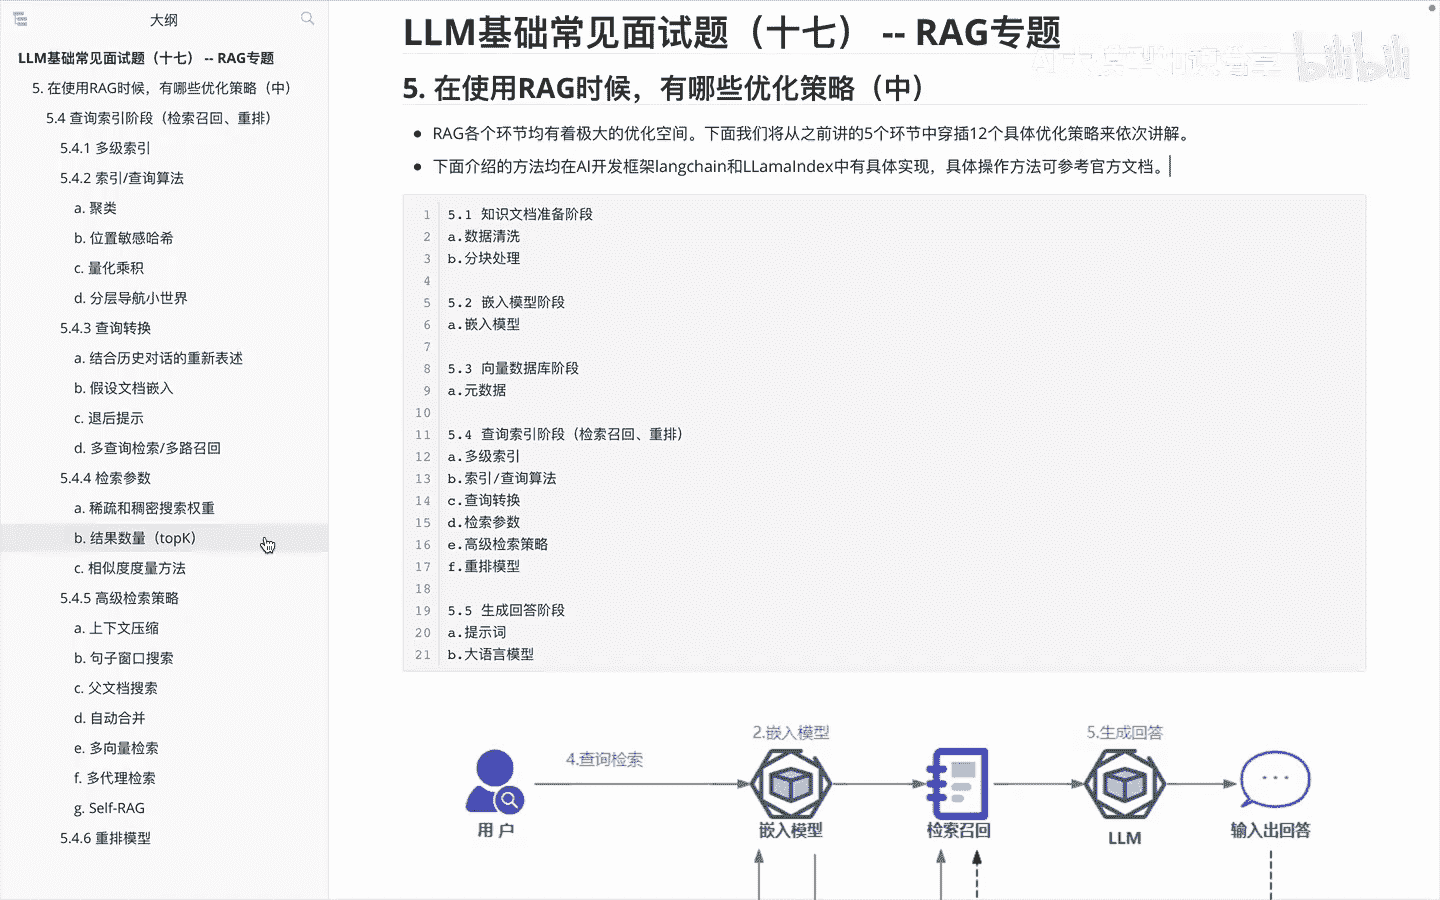 大纲
LLM基础常见面试题（十七） -- RAG专题
5. 在使用RAG时候，有哪些优化策略（中）
5.4 查询索引阶段（检索召回、重排）
5.4.1 多级索引
5.4.2 索引/查询算法
a. 聚类
b. 位置敏感哈希
c. 量化乘积
d. 分层导航小世界
5.4.3 查询转换
a. 结合历史对话的重新表述
b. 假设文档嵌入
c. 退后提示
d. 多查询检索/多路召回
5.4.4 检索参数
a. 稀疏和稠密搜索权重
b. 结果数量（topK）
c. 相似度度量方法
5.4.5 高级检索策略
a. 上下文压缩
b. 句子窗口搜索
c. 父文档搜索
d. 自动合并
e. 多向量检索
f. 多代理检索
g. Self-RAG
5.4.6 重排模型
LLM基础常见面试题（十七） -- RAG专题
bilibili
5. 在使用RAG时候，有哪些优化策略（中）
RAG各个环节均有着极大的优化空间。下面我们将从之前讲的5个环节中穿插12个具体优化策略来依次讲解。
下面介绍的方法均在AI开发框架langchain和LLamaIndex中有具体实现，具体操作方法可参考官方文档。
1 5.1 知识文档准备阶段
2 a.数据清洗
3 b.分块处理
4
5 5.2 嵌入模型阶段
6 a.嵌入模型
7
8 5.3 向量数据库阶段
9 a.元数据
10
11 5.4 查询索引阶段（检索召回、重排）
12 a.多级索引
13 b.索引/查询算法
14 c.查询转换
15 d.检索参数
16 e.高级检索策略
17 f.重排模型
18
19 5.5 生成回答阶段
20 a.提示词
21 b.大语言模型
2.嵌入模型
5.生成回答
4.查询检索
用 户
嵌入模型
检索召回
LLM
输入出回答